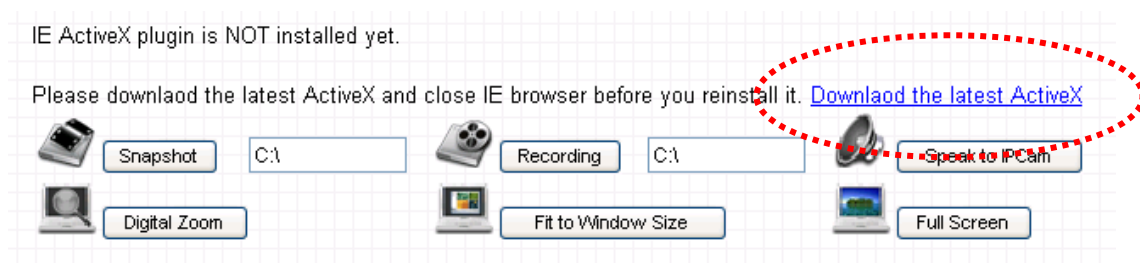 IE ActiveX plugin is NOT installed yet.
Please downlaod the latest ActiveX and close IE browser before you reinstall it. Downlaod the latest ActiveX
Snapshot C:\ Recording C:\ Speak to IPCam
Digital Zoom Fit to Window Size Full Screen